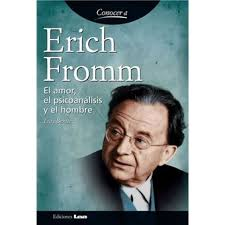 Conocer a
Erich
Fromm
El amor,
el psicoanálisis
y el hombre
Ediciones Lea